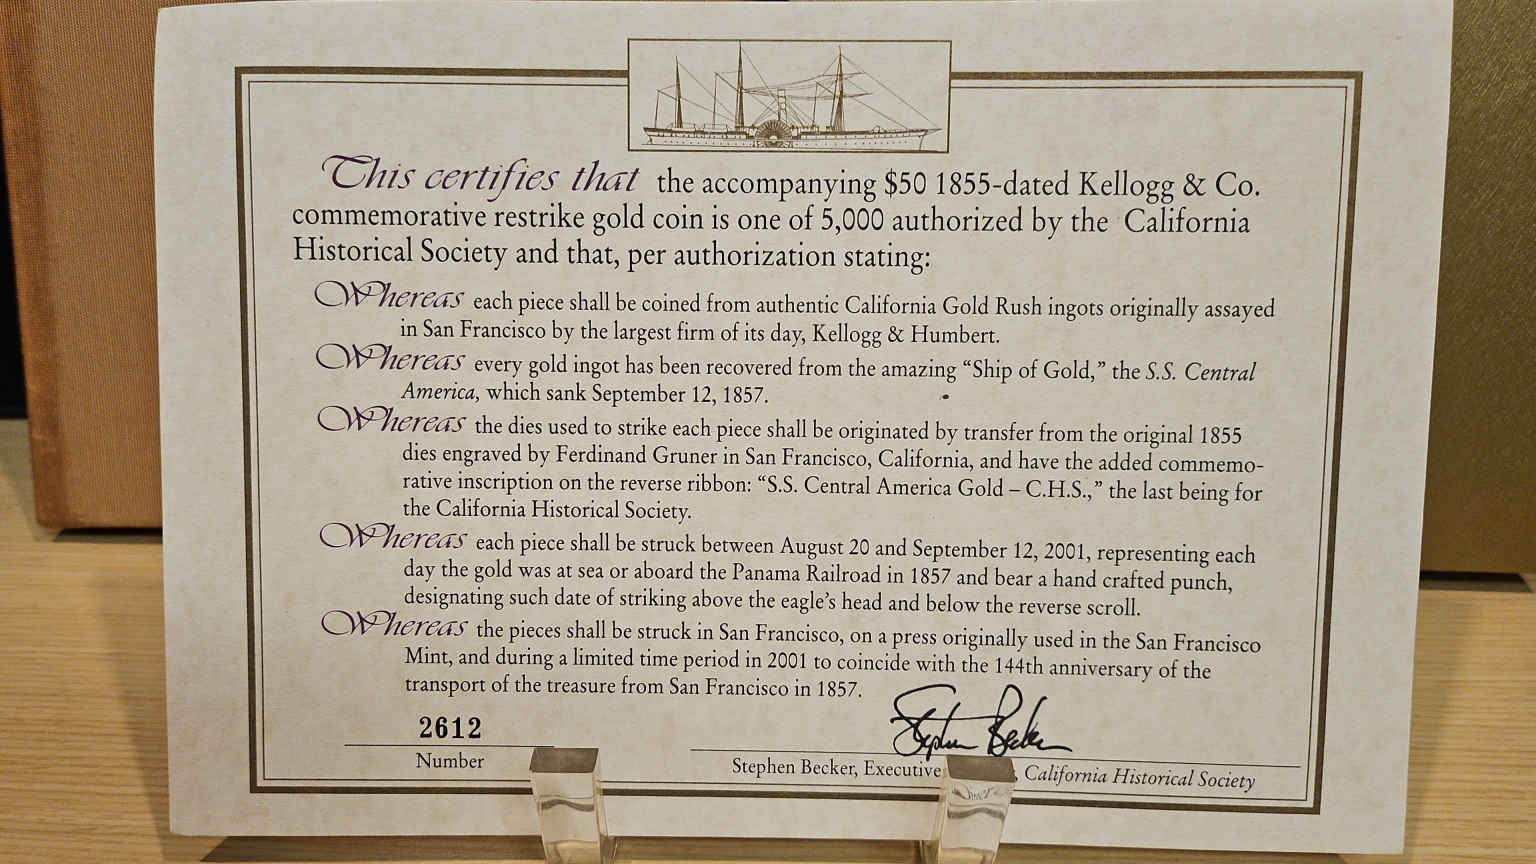 This certifies that the accompanying $50 1855-dated Kellogg & Co.
commemorative restrike gold coin is one of 5,000 authorized by the California
Historical Society and that, per authorization stating:
Whereas each piece shall be coined from authentic California Gold Rush ingots originally assayed
in San Francisco by the largest firm of its day, Kellogg & Humbert.
Whereas every gold ingot has been recovered from the amazing “Ship of Gold,” the S.S. Central
America, which sank September 12, 1857.
Whereas the dies used to strike each piece shall be originated by transfer from the original 1855
dies engraved by Ferdinand Gruner in San Francisco, California, and have the added commemo-
rative inscription on the reverse ribbon: “S.S. Central America Gold – C.H.S.,” the last being for
the California Historical Society.
Whereas each piece shall be struck between August 20 and September 12, 2001, representing each
day the gold was at sea or aboard the Panama Railroad in 1857 and bear a hand crafted punch,
designating such date of striking above the eagle’s head and below the reverse scroll.
Whereas the pieces shall be struck in San Francisco, on a press originally used in the San Francisco
Mint, and during a limited time period in 2001 to coincide with the 144th anniversary of the
transport of the treasure from San Francisco in 1857.
Stephen Becker
2612
Number
Stephen Becker, Executive , California Historical Society